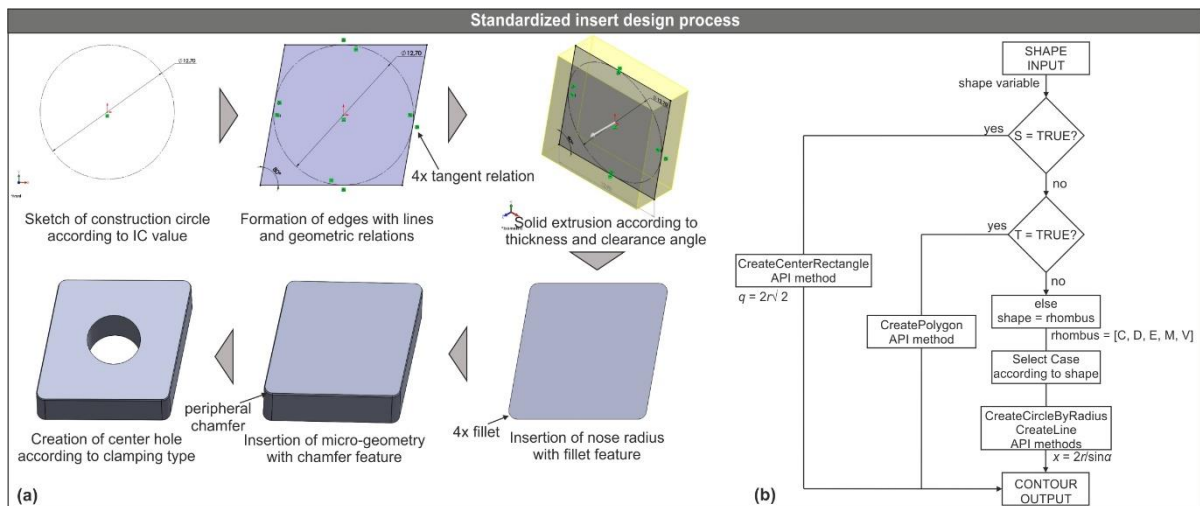 Standardized insert design process
⌀12,70
Sketch of construction circle
according to IC value
⌀12,70
80°
4x tangent relation
Formation of edges with lines
and geometric relations
Solid extrusion according to
thickness and clearance angle
Creation of center hole
according to clamping type
peripheral
chamfer
Insertion of micro-geometry
with chamfer feature
4x fillet
Insertion of nose radius
with fillet feature
(a)
SHAPE
INPUT
shape variable
yes
S = TRUE?
no
yes
T = TRUE?
no
CreateCenterRectangle
API method
q = 2r√2
CreatePolygon
API method
else
shape = rhombus
rhombus = [C, D, E, M, V]
Select Case
according to shape
CreateCircleByRadius
CreateLine
API methods
x = 2r/sinα
CONTOUR
OUTPUT
(b)